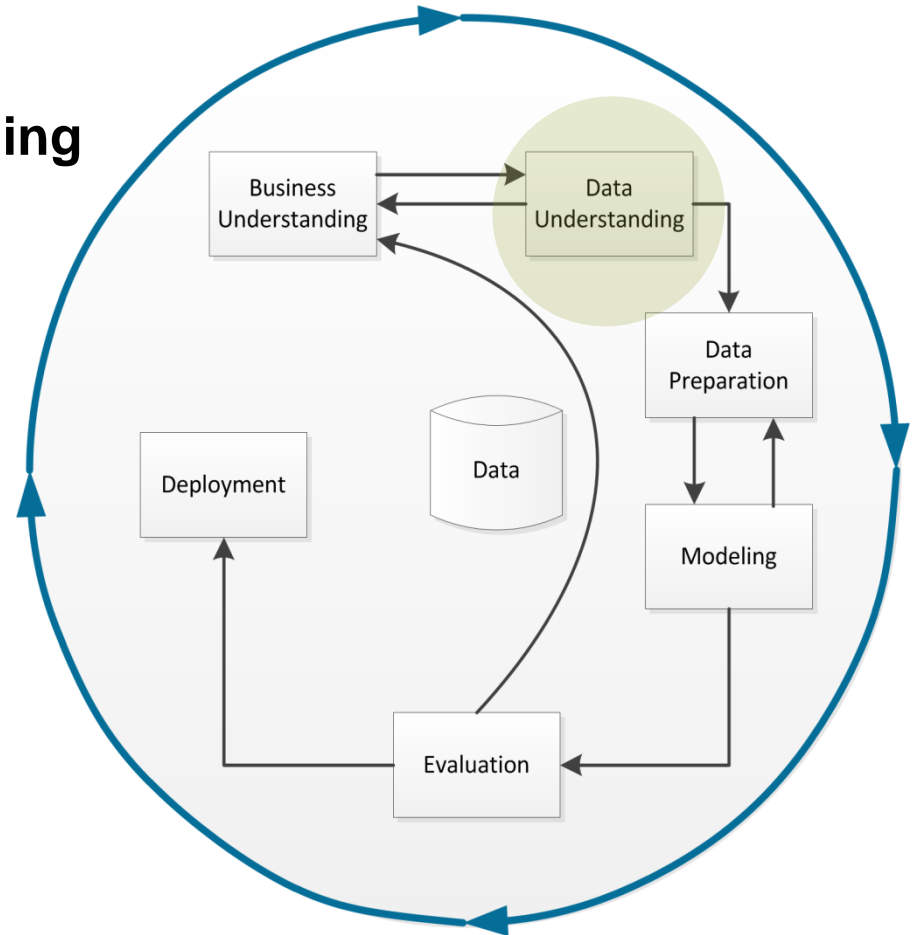 ing
Business
Understanding
Data
Understanding
Data
Preparation
Data
Deployment
Modeling
Evaluation